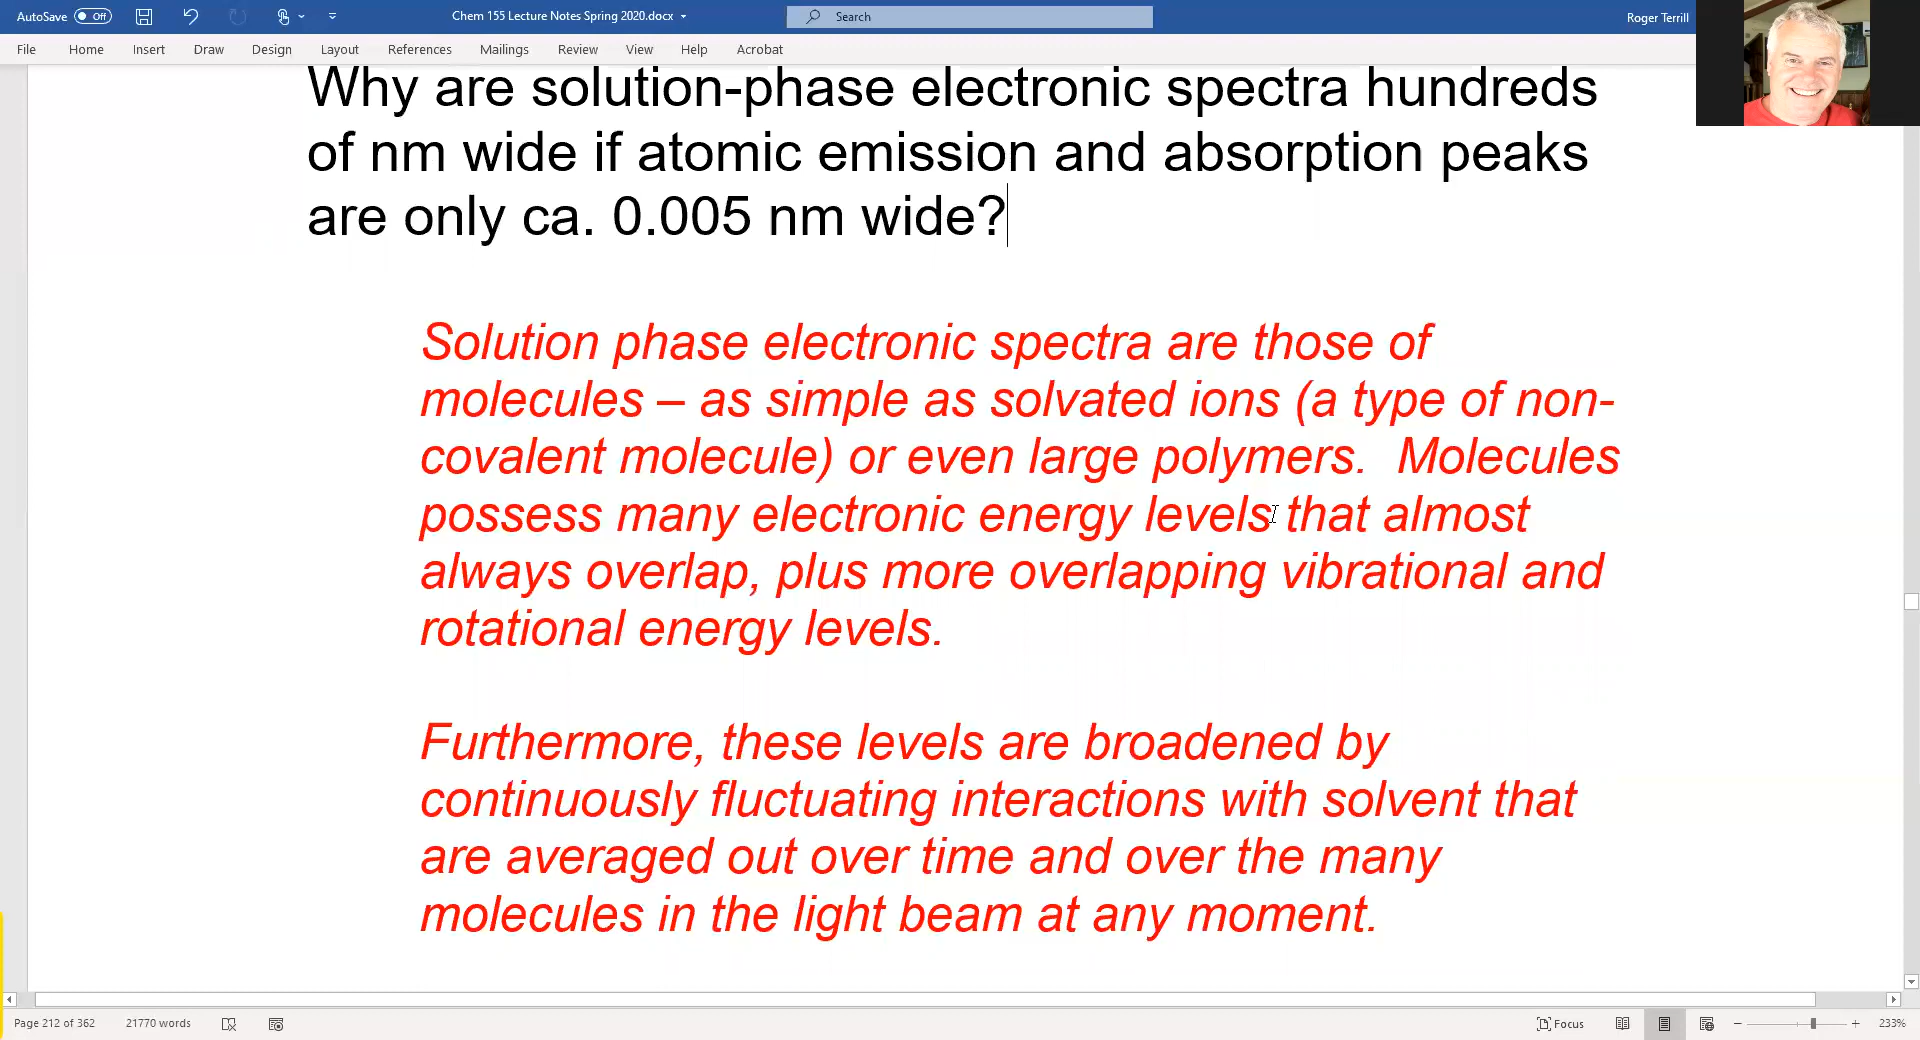 AutoSave Off Chem 155 Lecture Notes Spring 2020.docx Search Roger Terrill
File Home Insert Draw Design Layout References Mailings Review View Help Acrobat
Why are solution-phase electronic spectra hundreds
of nm wide if atomic emission and absorption peaks
are only ca. 0.005 nm wide?
Solution phase electronic spectra are those of
molecules – as simple as solvated ions (a type of non-
covalent molecule) or even large polymers. Molecules
possess many electronic energy levels that almost
always overlap, plus more overlapping vibrational and
rotational energy levels.
Furthermore, these levels are broadened by
continuously fluctuating interactions with solvent that
are averaged out over time and over the many
molecules in the light beam at any moment.
Page 212 of 362 21770 words Focus 233%